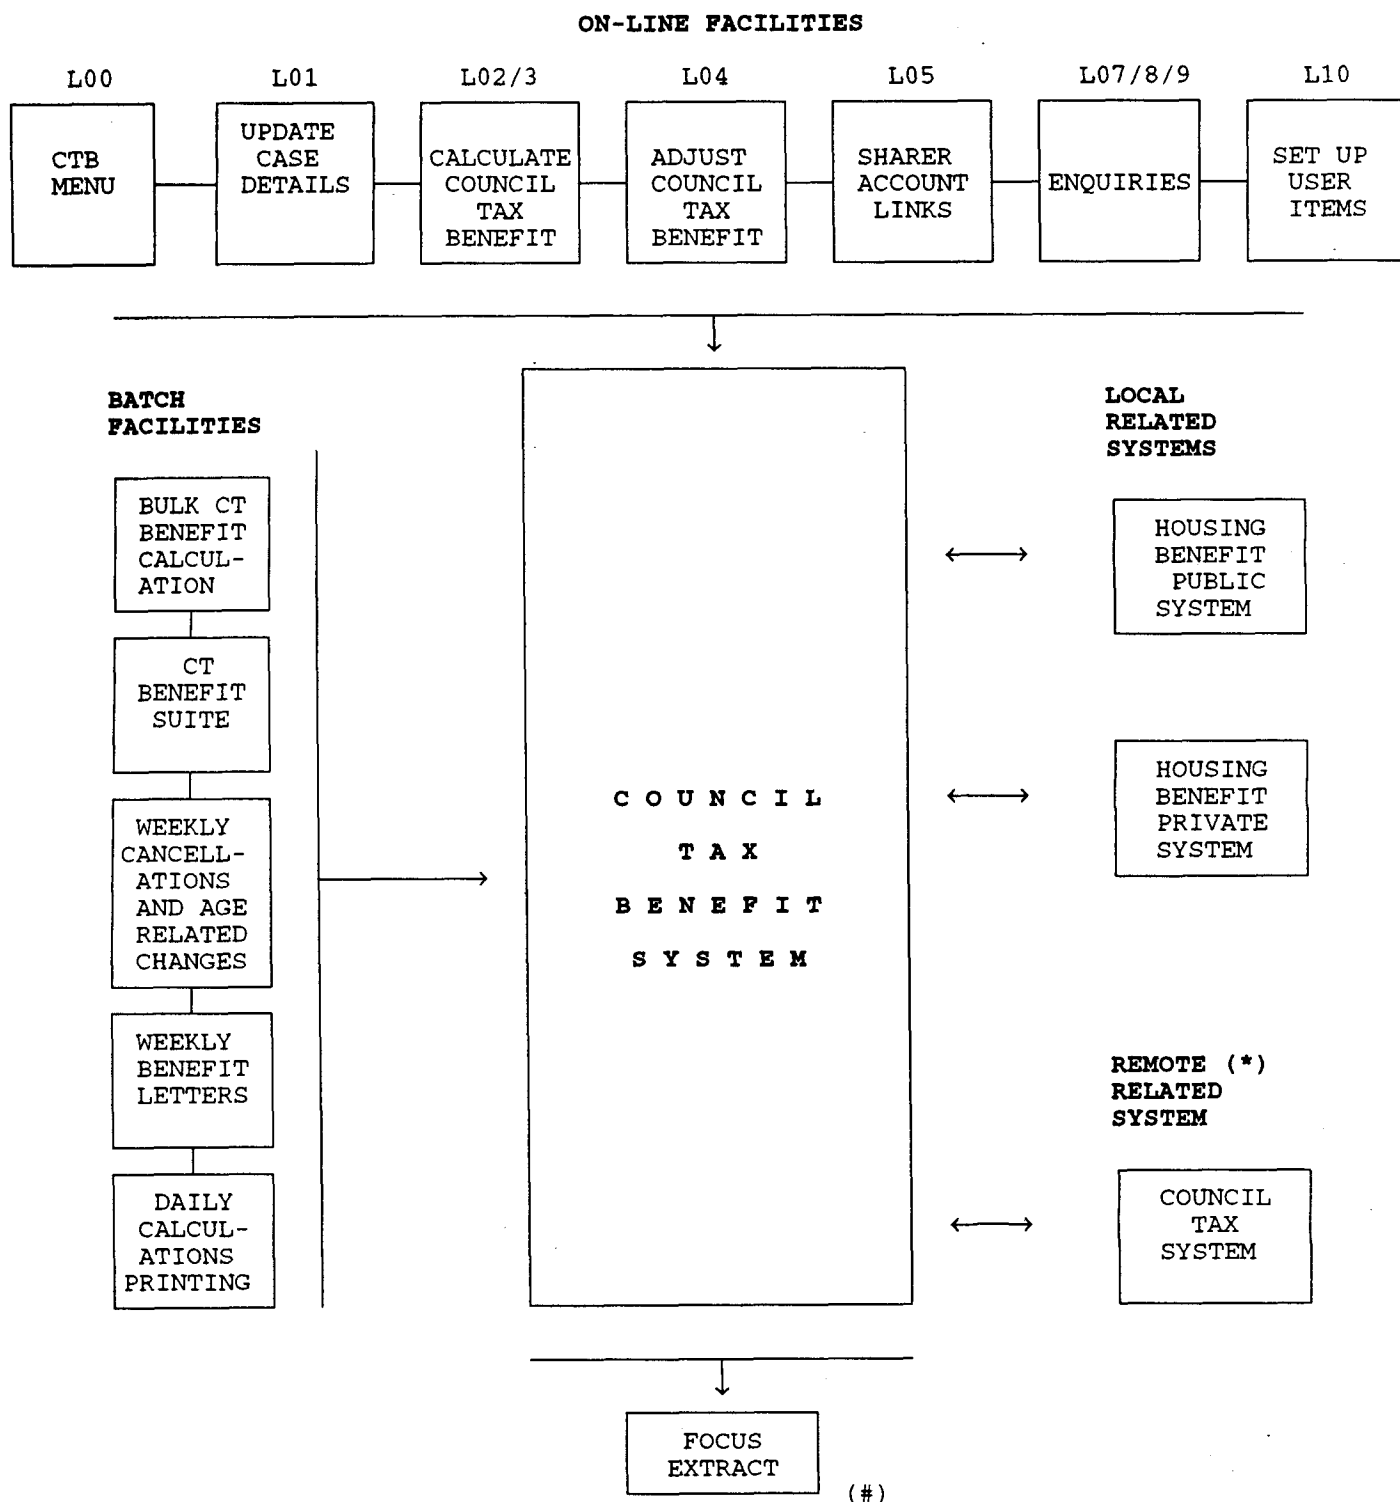 ON-LINE FACILITIES
L00
L01
L02/3
L04
L05
L07/8/9
L10
CTB
MENU
UPDATE
CASE
DETAILS
CALCULATE
COUNCIL
TAX
BENEFIT
ADJUST
COUNCIL
TAX
BENEFIT
SHARER
ACCOUNT
LINKS
ENQUIRIES
SET UP
USER
ITEMS
BATCH
FACILITIES
BULK CT
BENEFIT
CALCUL-
ATION
CT
BENEFIT
SUITE
WEEKLY
CANCELL-
ATIONS
AND AGE
RELATED
CHANGES
WEEKLY
BENEFIT
LETTERS
DAILY
CALCUL-
ATIONS
PRINTING
COUNCIL
TAX
BENEFIT
SYSTEM
LOCAL
RELATED
SYSTEMS
HOUSING
BENEFIT
PUBLIC
SYSTEM
HOUSING
BENEFIT
PRIVATE
SYSTEM
REMOTE (*)
RELATED
SYSTEM
COUNCIL
TAX
SYSTEM
FOCUS
EXTRACT
(#)